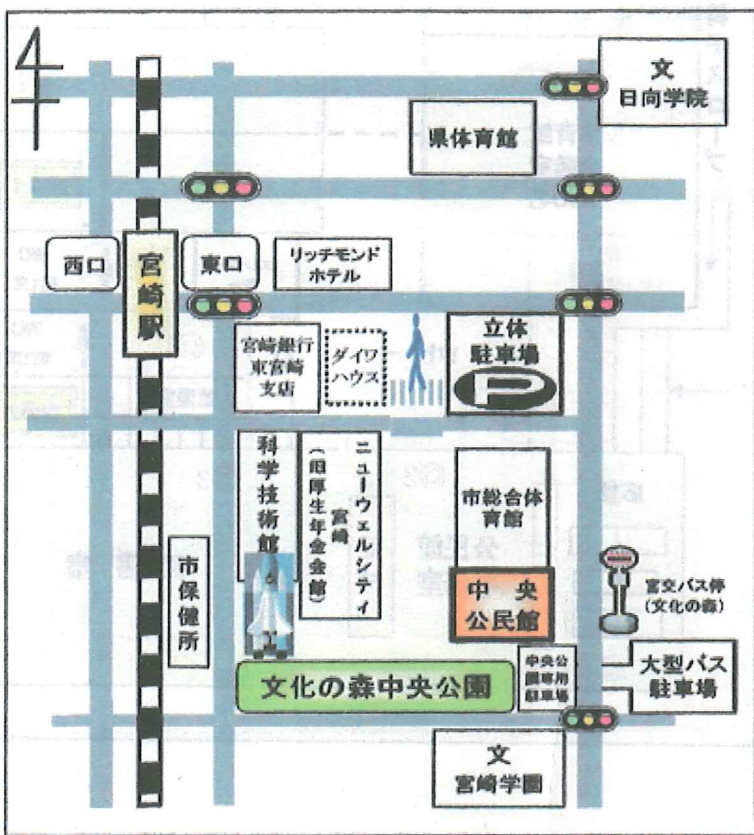 文
日向学院
県体育館
西口
宮崎駅
東口
リッチモンド
ホテル
宮崎銀行
東宮崎
支店
ダイワ
ハウス
立体
駐車場
P
科学技術館
ニューウェルシティ
宮崎
(旧厚生年金会館)
市総合体
育館
市保健所
中央
公民館
宮交バス停
(文化の森)
文化の森中央公園
中央公
園専用
駐車場
大型バス
駐車場
文
宮崎学園